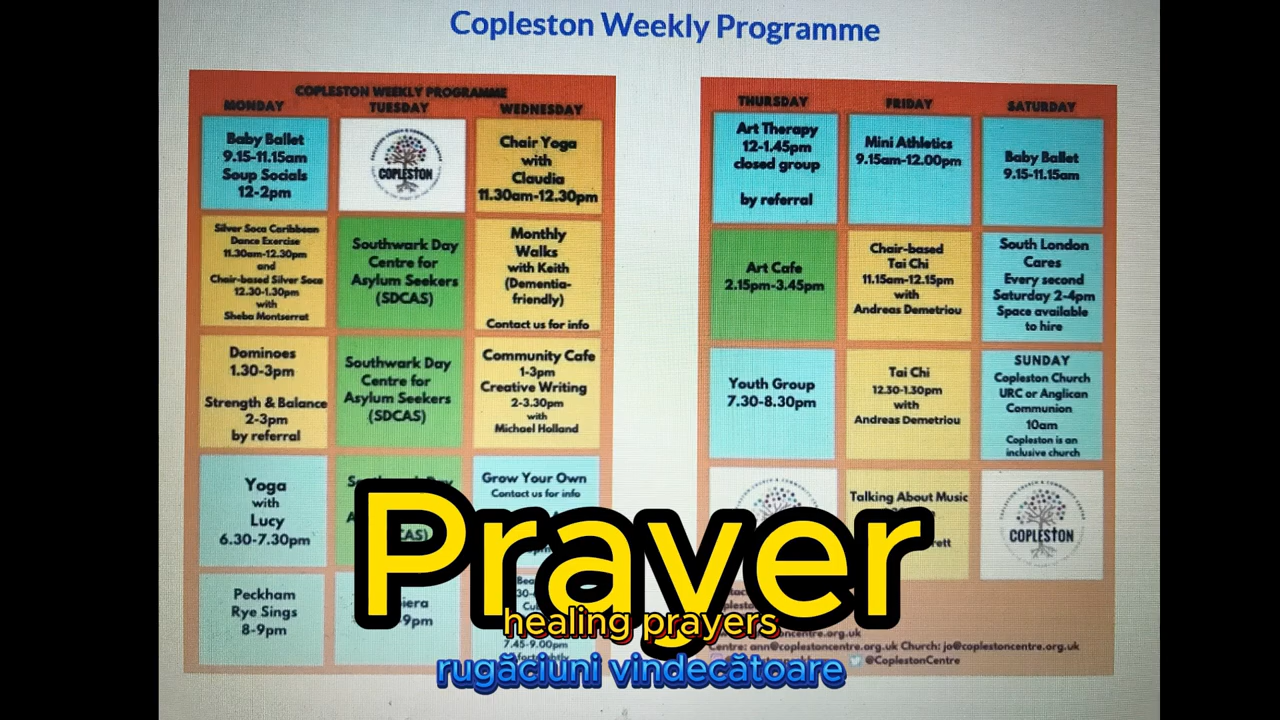 Copleston Weekly Programme
COPLESTON WEEKLY PROGRAMME
MONDAY
TUESDAY
WEDNESDAY
Baby Ballet
9.15-11.15am
Soup Socials
12-2pm
COPLESTON
Chair Yoga
with
Claudia
11.30am-12.30pm
Silver Soca Caribbean
Dance Exercise
11.30am-12.30pm
and
Chair-based Silver Soca
12.30-1.30pm
with
Sheba Montserrat
Southwark Day
Centre for
Asylum Seekers
(SDCAS)
Monthly
Walks
with Keith
(Dementia-
friendly)
Contact us for info
Dominoes
1.30-3pm
Strength & Balance
2-3pm
by referral
Southwark Day
Centre for
Asylum Seekers
(SDCAS)
Community Cafe
1-3pm
Creative Writing
2-3.30pm
with
Michael Holland
Yoga
with
Lucy
6.30-7.30pm
Grow Your Own
Contact us for info
Peckham
Rye Sings
8-9pm
7.45-9.00pm
THURSDAY
FRIDAY
SATURDAY
Art Therapy
12-1.45pm
closed group
by referral
Mini Athletics
9.15am-12.00pm
Baby Ballet
9.15-11.15am
Art Cafe
2.15pm-3.45pm
Chair-based
Tai Chi
11.15am-12.15pm
with
Andreas Demetriou
South London
Cares
Every second
Saturday 2-4pm
Space available
to hire
Youth Group
7.30-8.30pm
Tai Chi
12.30-1.30pm
with
Andreas Demetriou
SUNDAY
Copleston Church
URC or Anglican
Communion
10am
Copleston is an
inclusive church
Talking About Music
COPLESTON
Centre: ann@coplestoncentre.org.uk Church: jo@coplestoncentre.org.uk
@CoplestonCentre
Prayer
healing prayers
rugăciuni vindecătoare